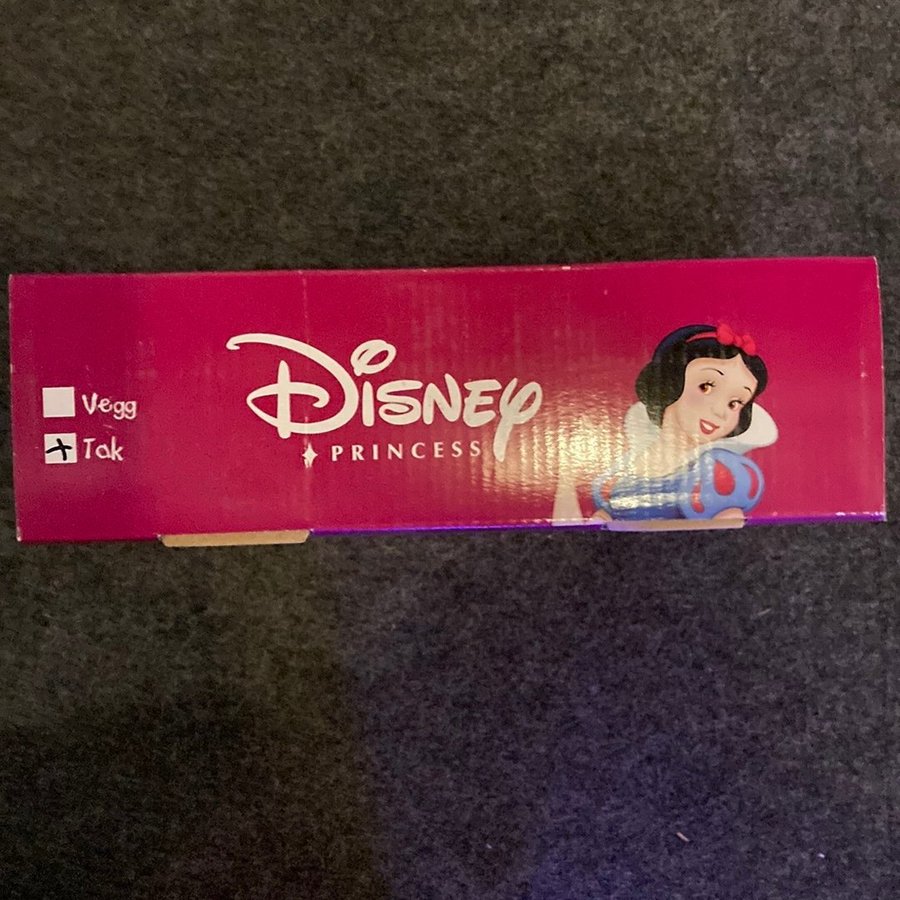 Vegg
Tak
Disney
PRINCESS